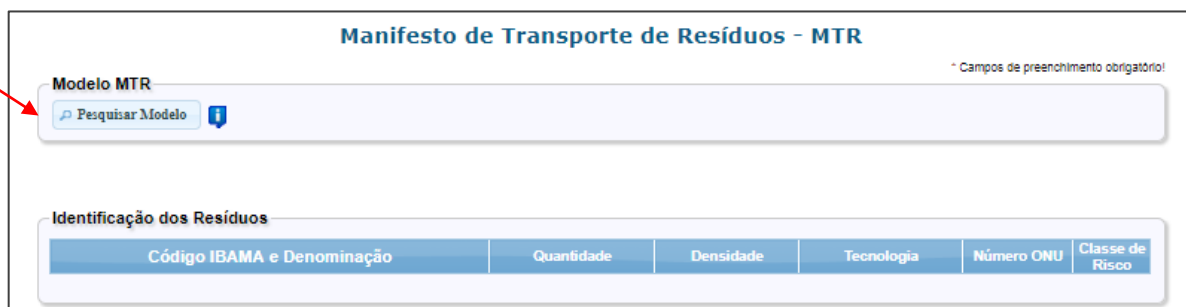 Manifesto de Transporte de Resíduos - MTR
* Campos de preenchimento obrigatório!
Modelo MTR
Pesquisar Modelo
Identificação dos Resíduos
Código IBAMA e Denominação Quantidade Densidade Tecnologia Número ONU Classe de
Risco